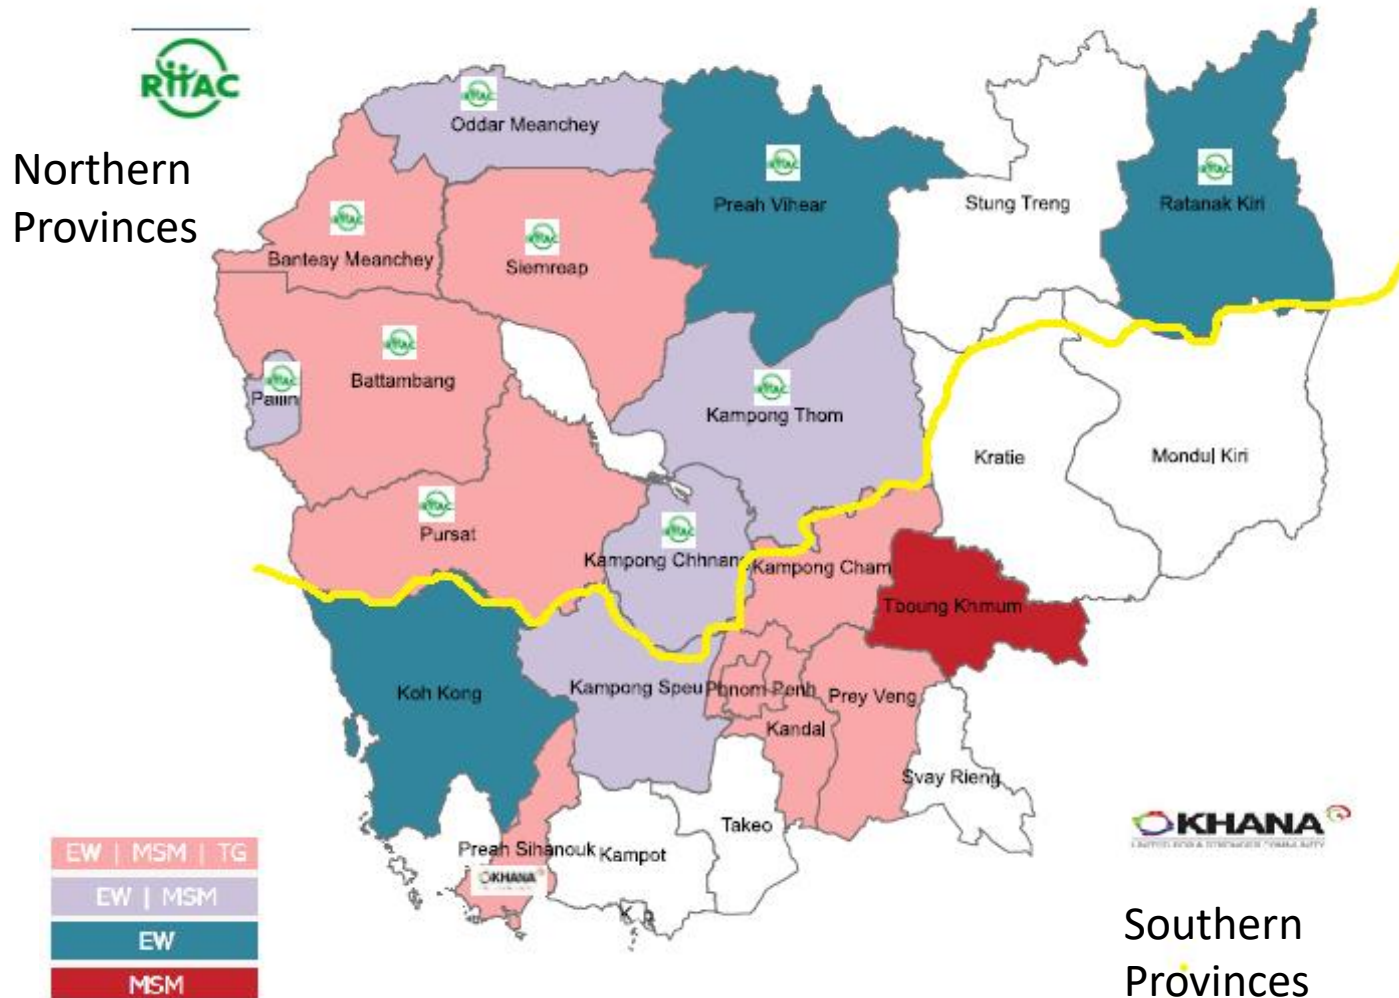 RHAC
Northern
Provinces
Oddar Meanchey
Banteay Meanchey
Siemreap
Preah Vihear
Stung Treng
Ratanak Kiri
Pailin
Battambang
Kampong Thom
Kratie
Mondul Kiri
Pursat
Kampong Chhnang
Kampong Cham
Tboung Khmum
Koh Kong
Kampong Speu
Phnom Penh
Prey Veng
Kandal
Svay Rieng
Takeo
Preah Sihanouk
Kampot
KHANA
EW | MSM | TG
EW | MSM
EW
MSM
KHANA
Southern
Provinces